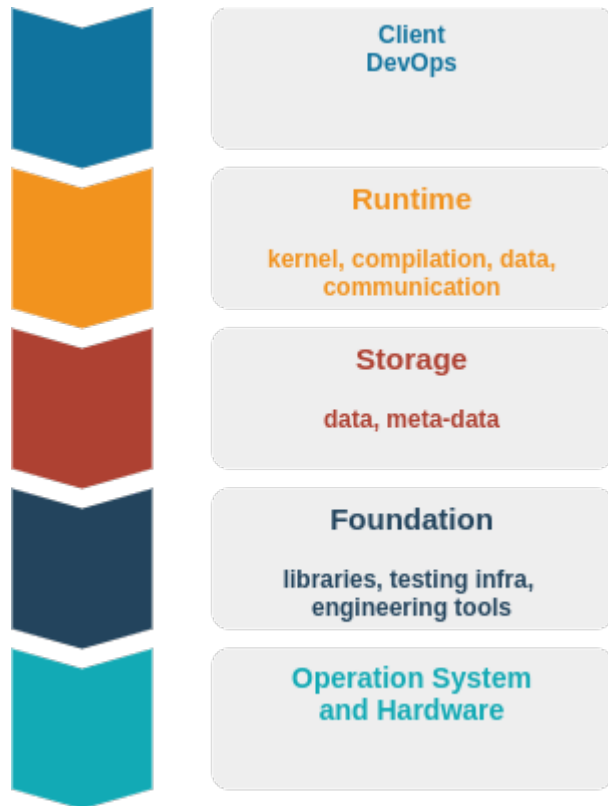 Client
DevOps
Runtime
kernel, compilation, data,
communication
Storage
data, meta-data
Foundation
libraries, testing infra,
engineering tools
Operation System
and Hardware